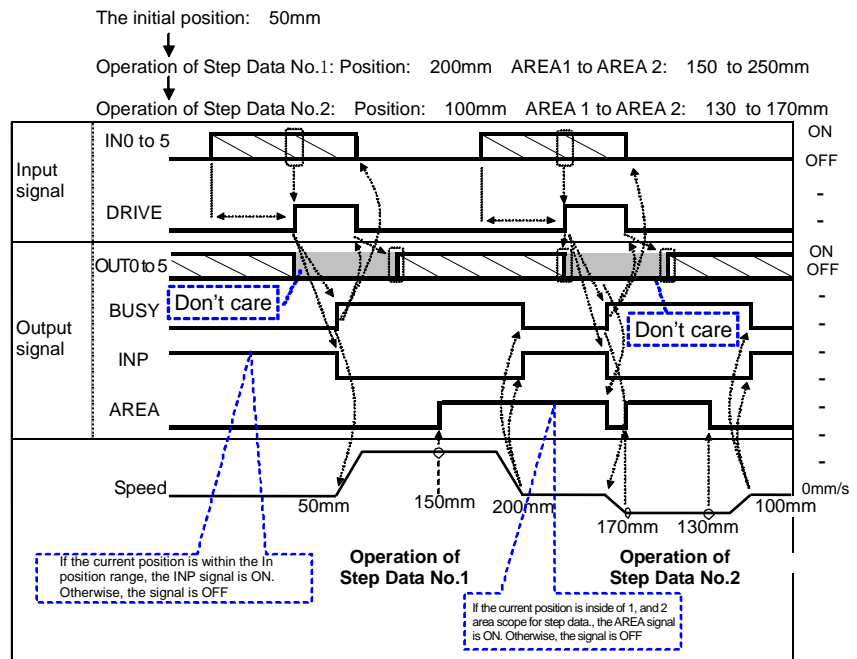 The initial position: 50mm
Operation of Step Data No.1: Position: 200mm AREA1 to AREA 2: 150 to 250mm
Operation of Step Data No.2: Position: 100mm AREA 1 to AREA 2: 130 to 170mm
IN0 to 5
ON
OFF
Input
signal
-
DRIVE
-
OUT0 to 5
ON
OFF
Don't care
-
BUSY
Don't care
-
Output
signal
INP
-
-
AREA
-
-
-
Speed
50mm
150mm
200mm
170mm
130mm
100mm
0mm/s
If the current position is within the In
position range, the INP signal is ON.
Otherwise, the signal is OFF
Operation of
Step Data No.1
Operation of
Step Data No.2
If the current position is inside of 1, and 2
area scope for step data., the AREA signal
is ON. Otherwise, the signal is OFF